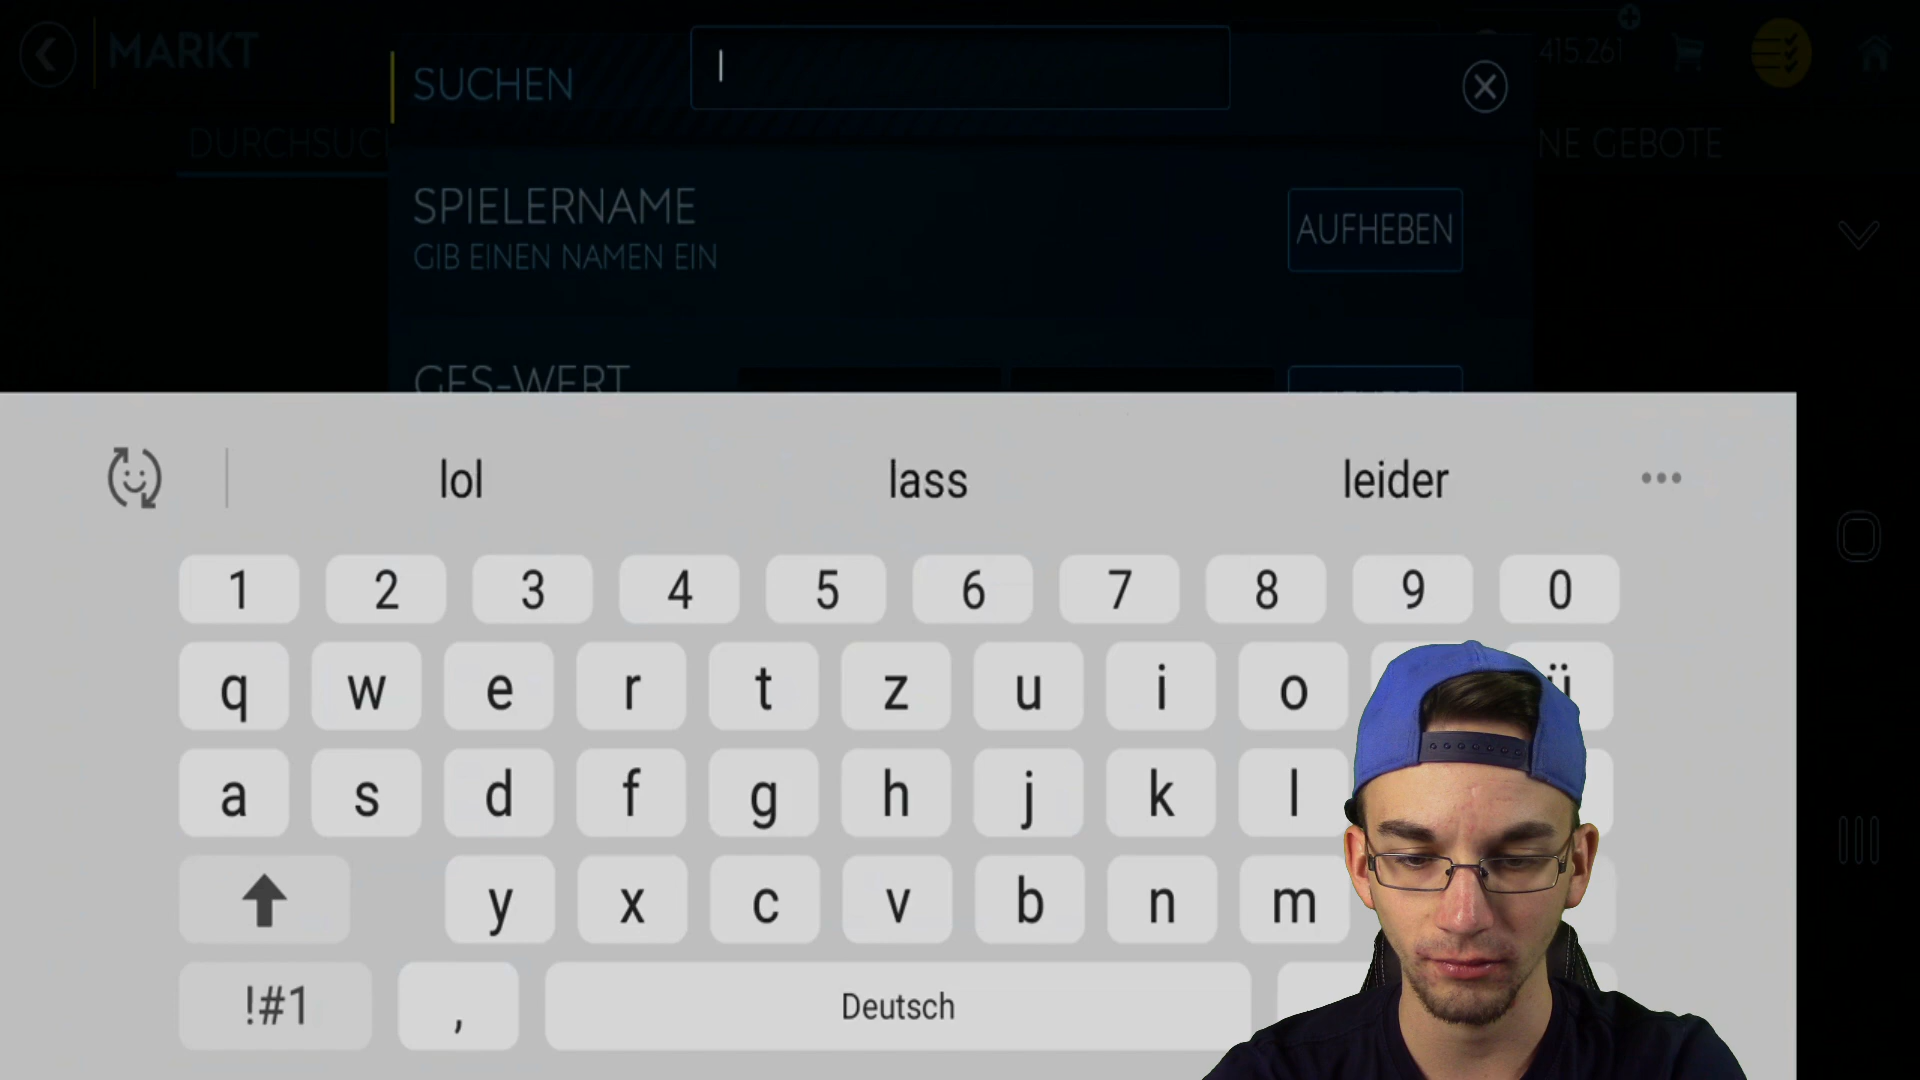 MARKT
SUCHEN
415.261
DURCHSUCH
NE GEBOTE
SPIELERNAME
AUFHEBEN
GIB EINEN NAMEN EIN
GES-WERT
lol lass leider
1 2 3 4 5 6 7 8 9 0
q w e r t z u i o ü
a s d f g h j k l
y x c v b n m
!#1 , Deutsch